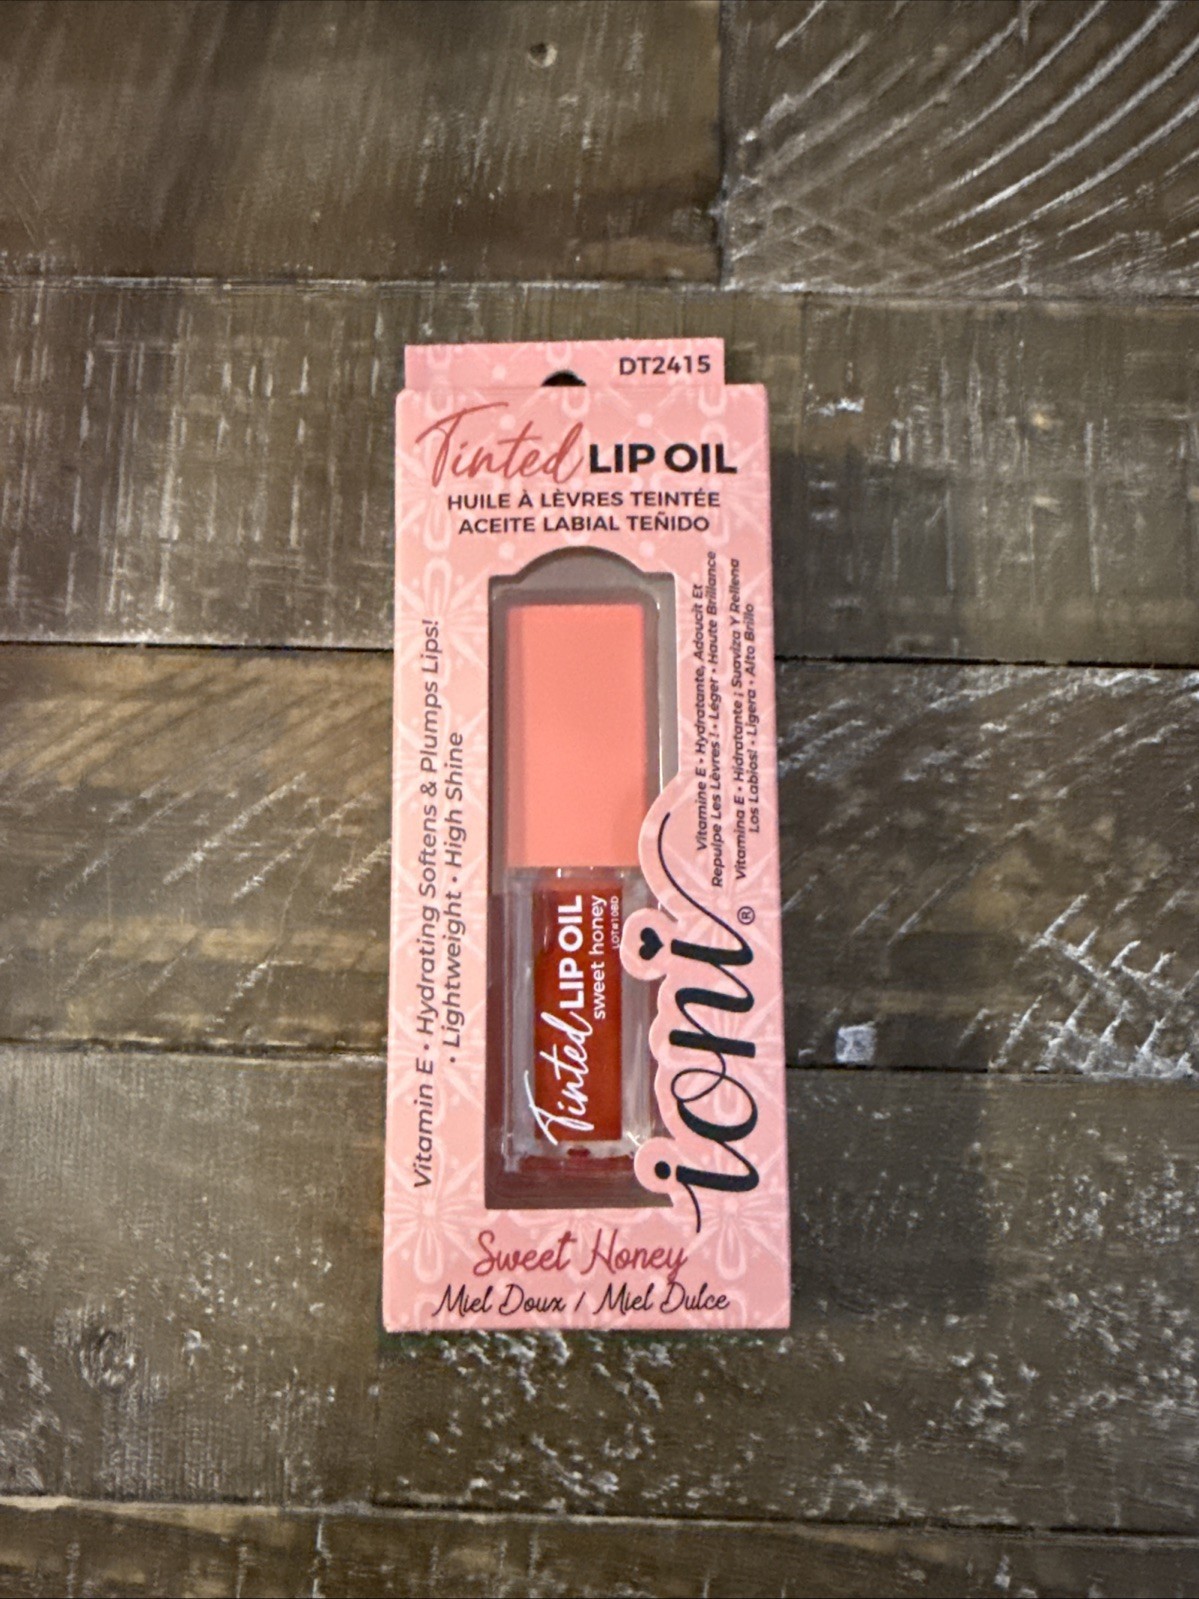 DT2415
Tinted LIP OIL
HUILE À LÈVRES TEINTÉE
ACEITE LABIAL TEÑIDO
Vitamin E • Hydrating Softens & Plumps Lips!
• Lightweight • High Shine
Vitamine E • Hydratante, Adoucit Et
Repulpe Les Lèvres ! • Léger • Haute Brillance
Vitamina E • Hidratante ¡ Suaviza Y Rellena
Los Labios! • Ligera • Alto Brillo
Tinted LIP OIL
sweet honey
LOT#10BD
ioni®
Sweet Honey
Miel Doux / Miel Dulce